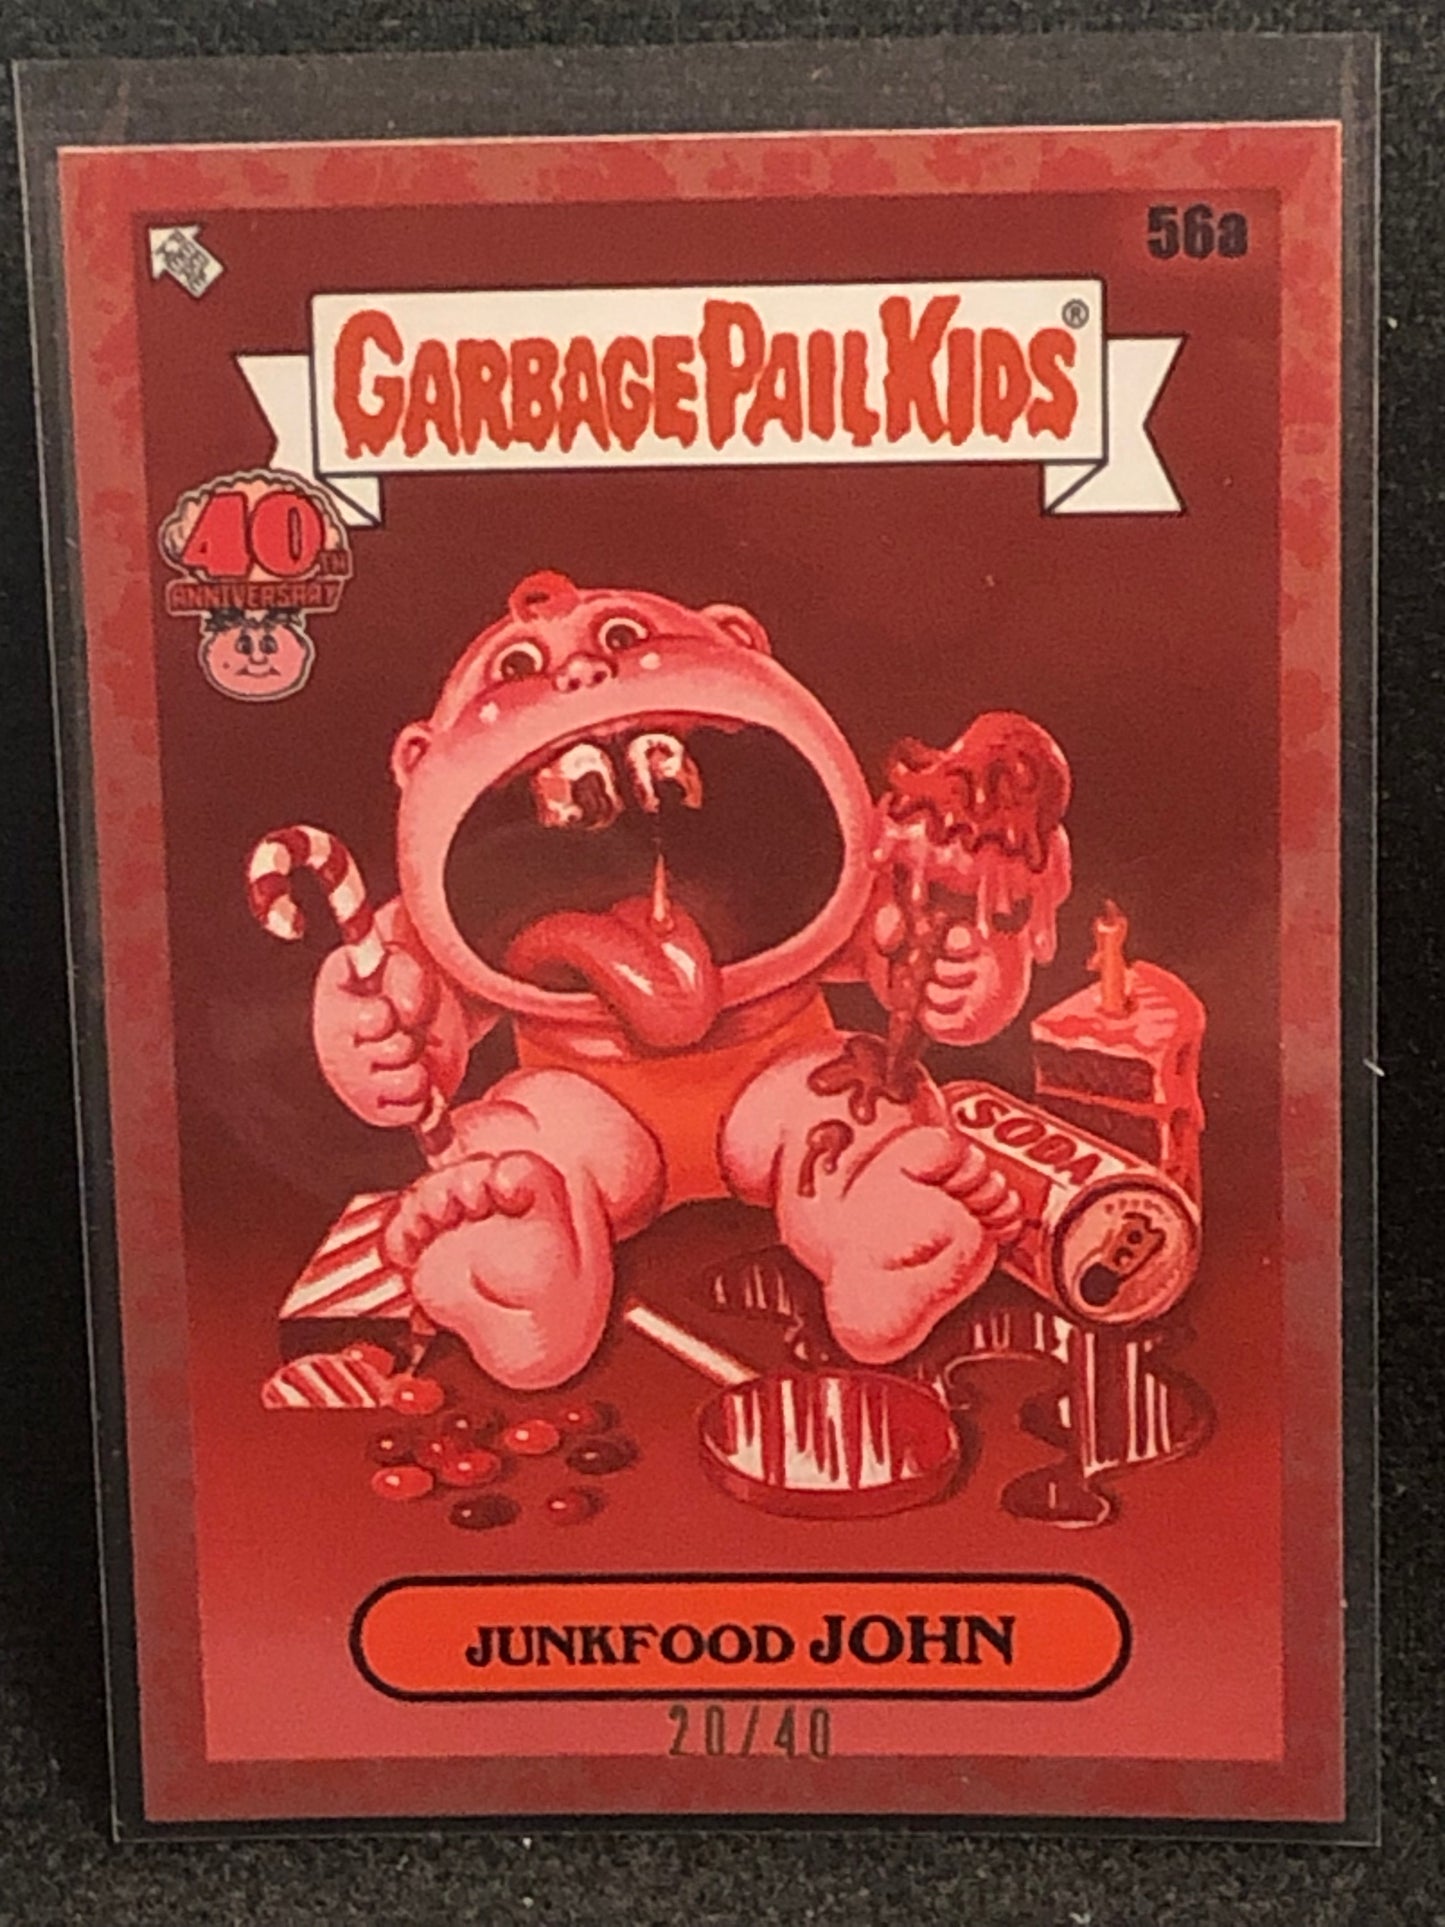 56a
GARBAGE PAIL KIDS®
40TH
ANNIVERSARY
SODA
JUNKFOOD JOHN
20/40